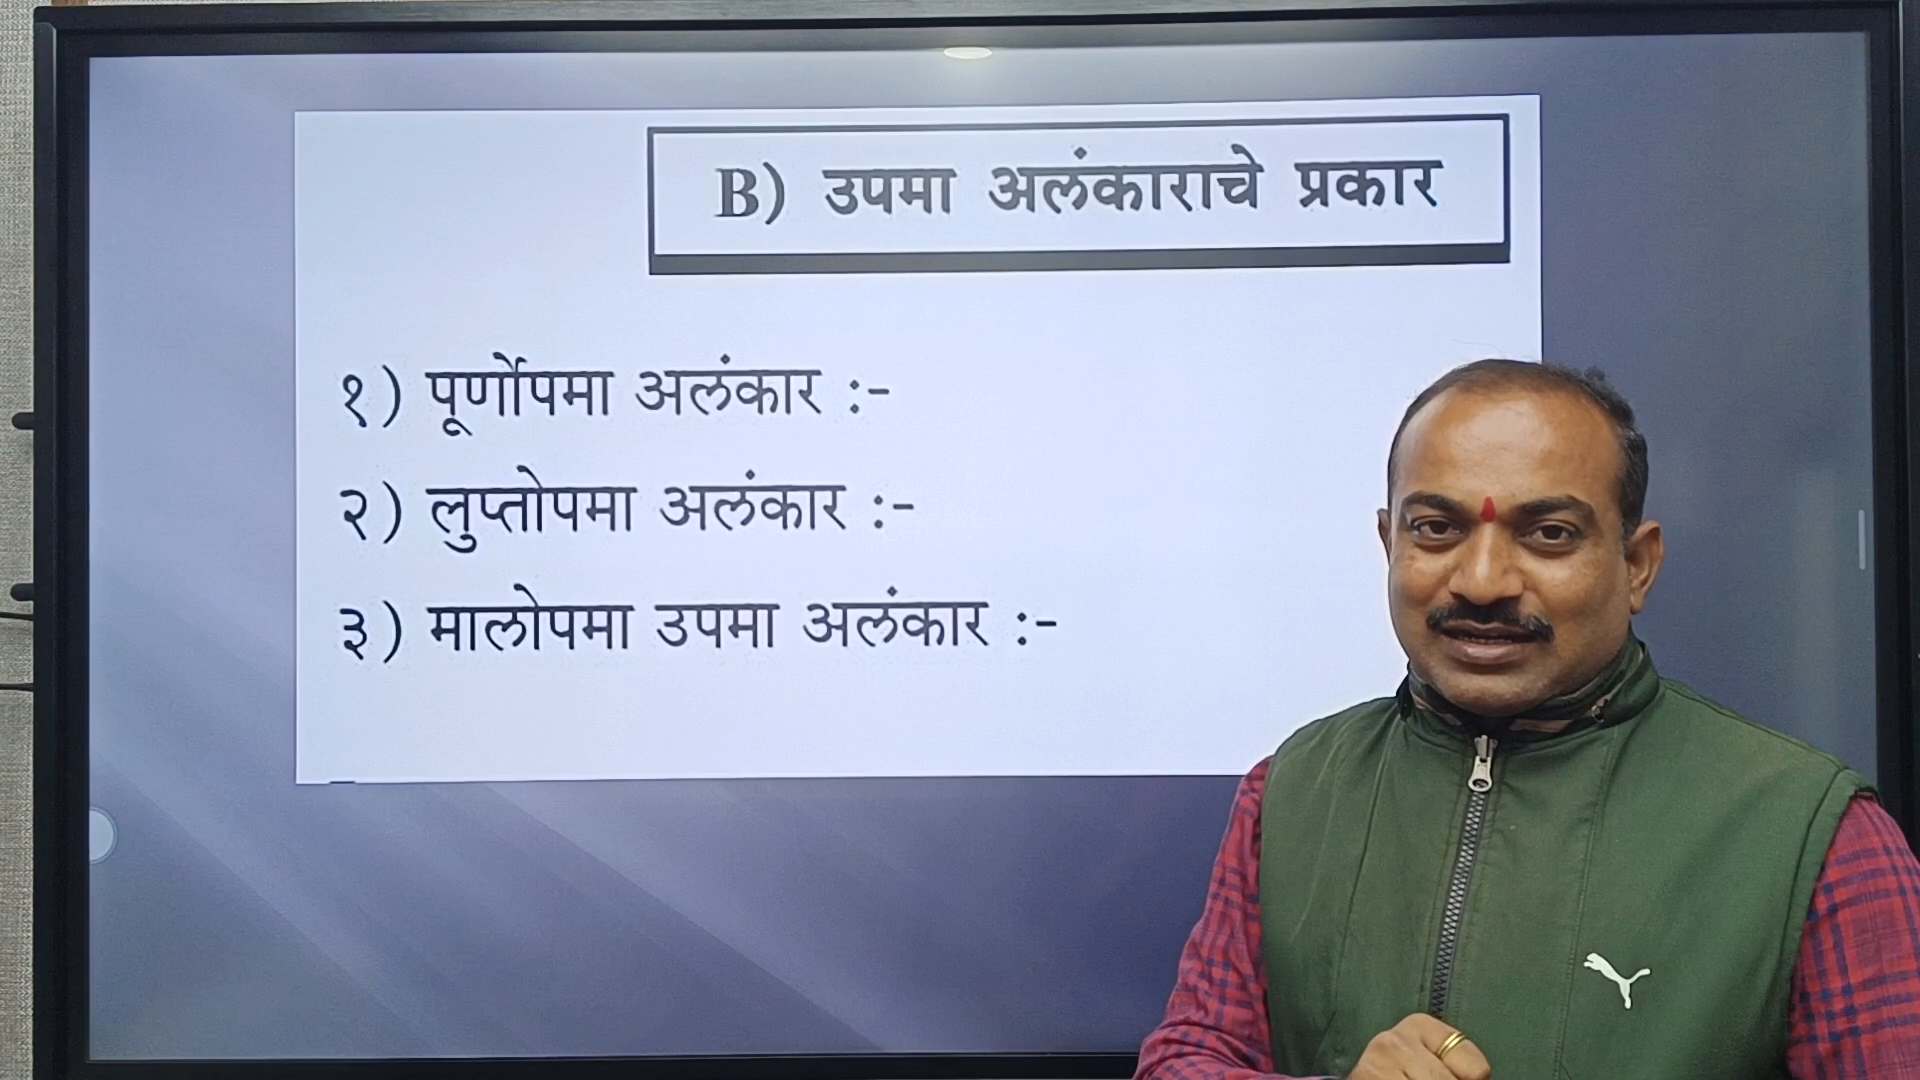 B) उपमा अलंकाराचे प्रकार
१) पूर्णोपमा अलंकार :-
२) लुप्तोपमा अलंकार :-
३) मालोपमा उपमा अलंकार :-